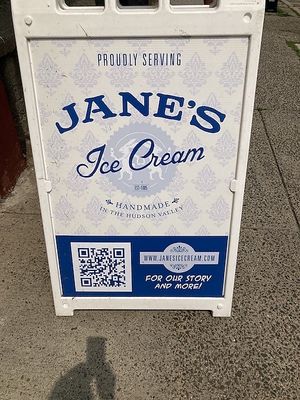 PROUDLY SERVING
JANE'S
Ice Cream
HANDMADE
IN THE HUDSON VALLEY
WWW.JANESICECREAM.COM
FOR OUR STORY
AND MORE!